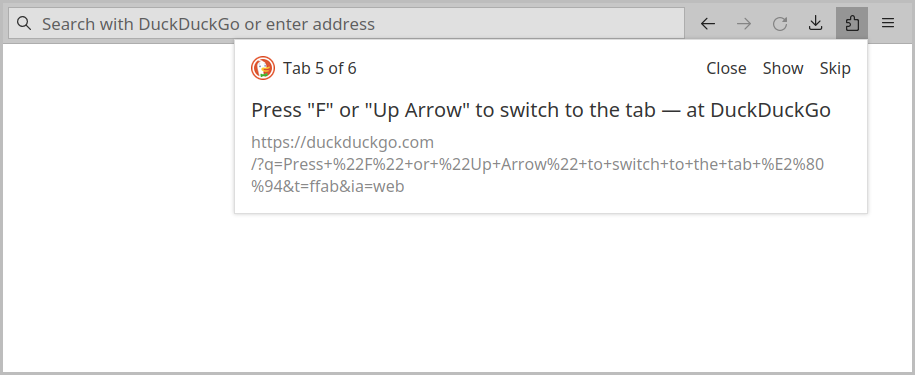 Search with DuckDuckGo or enter address
Tab 5 of 6 Close Show Skip
Press "F" or "Up Arrow" to switch to the tab — at DuckDuckGo
https://duckduckgo.com
/?q=Press+%22F%22+or+%22Up+Arrow%22+to+switch+to+the+tab+%E2%80
%94&t=ffab&ia=web